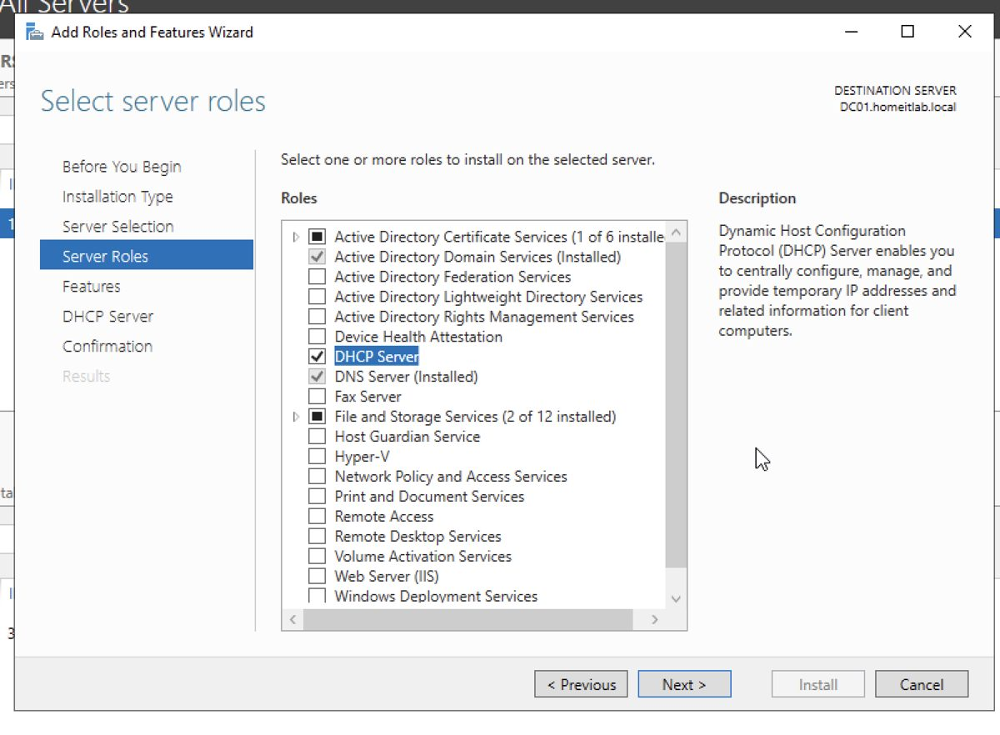 All Servers
Add Roles and Features Wizard
Select server roles
DESTINATION SERVER
DC01.homeitlab.local
Before You Begin
Installation Type
Server Selection
Server Roles
Features
DHCP Server
Confirmation
Results
Select one or more roles to install on the selected server.
Roles
Active Directory Certificate Services (1 of 6 installe
Active Directory Domain Services (Installed)
Active Directory Federation Services
Active Directory Lightweight Directory Services
Active Directory Rights Management Services
Device Health Attestation
DHCP Server
DNS Server (Installed)
Fax Server
File and Storage Services (2 of 12 installed)
Host Guardian Service
Hyper-V
Network Policy and Access Services
Print and Document Services
Remote Access
Remote Desktop Services
Volume Activation Services
Web Server (IIS)
Windows Deployment Services
Description
Dynamic Host Configuration
Protocol (DHCP) Server enables you
to centrally configure, manage, and
provide temporary IP addresses and
related information for client
computers.
< Previous
Next >
Install
Cancel